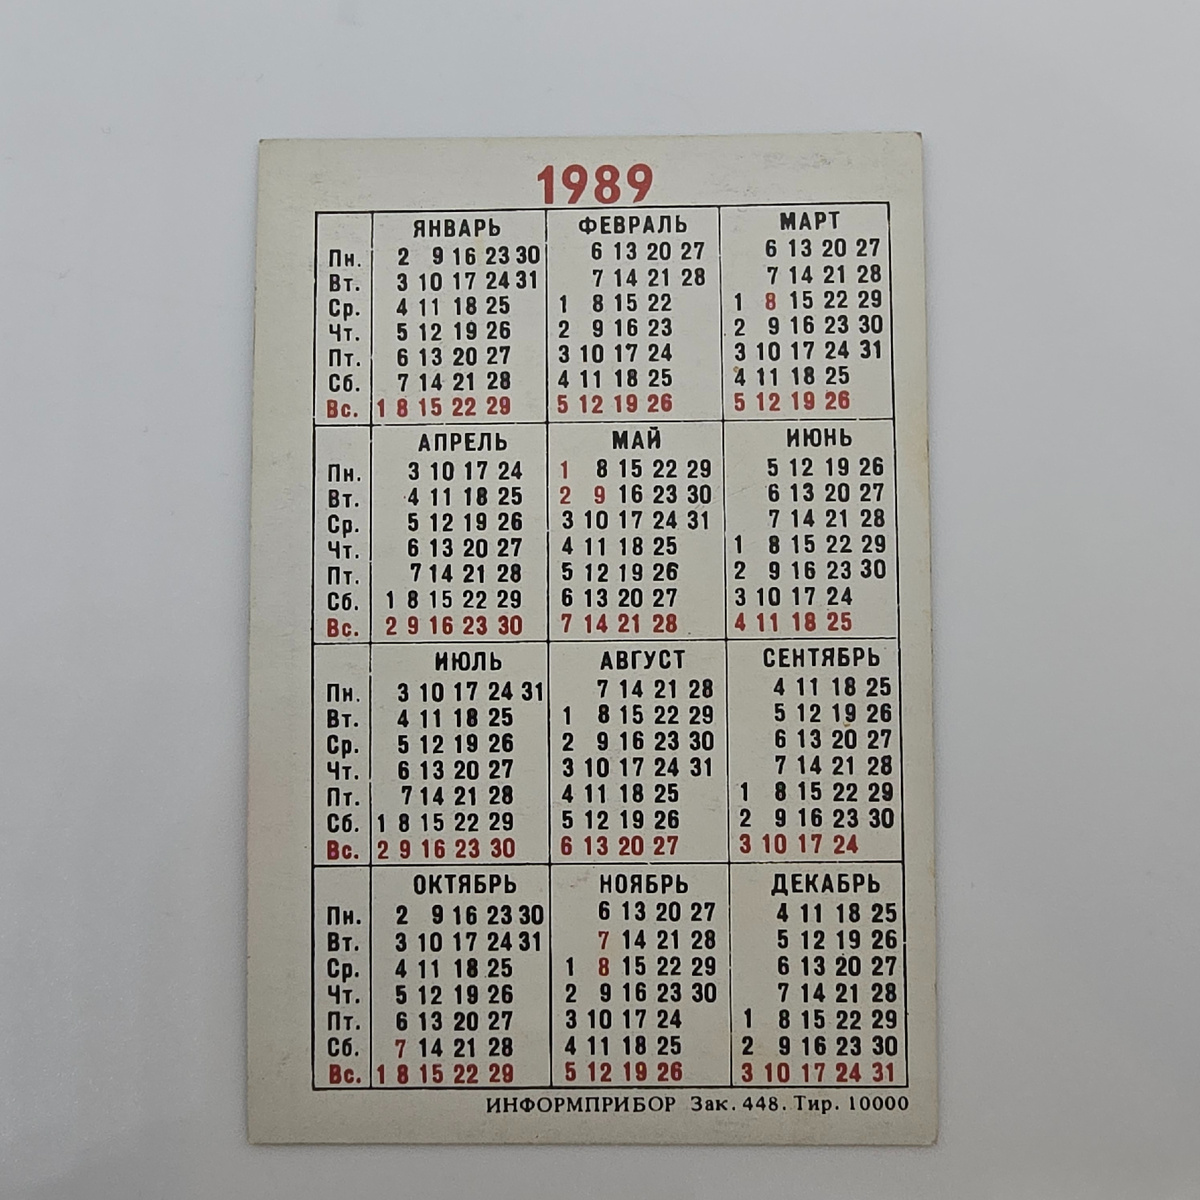 1989
ЯНВАРЬ ФЕВРАЛЬ МАРТ
Пн. 2 9 16 23 30 6 13 20 27 6 13 20 27
Вт. 3 10 17 24 31 7 14 21 28 7 14 21 28
Ср. 4 11 18 25 1 8 15 22 1 8 15 22 29
Чт. 5 12 19 26 2 9 16 23 2 9 16 23 30
Пт. 6 13 20 27 3 10 17 24 3 10 17 24 31
Сб. 7 14 21 28 4 11 18 25 4 11 18 25
Вс. 1 8 15 22 29 5 12 19 26 5 12 19 26
АПРЕЛЬ МАЙ ИЮНЬ
Пн. 3 10 17 24 1 8 15 22 29 5 12 19 26
Вт. 4 11 18 25 2 9 16 23 30 6 13 20 27
Ср. 5 12 19 26 3 10 17 24 31 7 14 21 28
Чт. 6 13 20 27 4 11 18 25 1 8 15 22 29
Пт. 7 14 21 28 5 12 19 26 2 9 16 23 30
Сб. 1 8 15 22 29 6 13 20 27 3 10 17 24
Вс. 2 9 16 23 30 7 14 21 28 4 11 18 25
ИЮЛЬ АВГУСТ СЕНТЯБРЬ
Пн. 3 10 17 24 31 7 14 21 28 4 11 18 25
Вт. 4 11 18 25 1 8 15 22 29 5 12 19 26
Ср. 5 12 19 26 2 9 16 23 30 6 13 20 27
Чт. 6 13 20 27 3 10 17 24 31 7 14 21 28
Пт. 7 14 21 28 4 11 18 25 1 8 15 22 29
Сб. 1 8 15 22 29 5 12 19 26 2 9 16 23 30
Вс. 2 9 16 23 30 6 13 20 27 3 10 17 24
ОКТЯБРЬ НОЯБРЬ ДЕКАБРЬ
Пн. 2 9 16 23 30 6 13 20 27 4 11 18 25
Вт. 3 10 17 24 31 7 14 21 28 5 12 19 26
Ср. 4 11 18 25 1 8 15 22 29 6 13 20 27
Чт. 5 12 19 26 2 9 16 23 30 7 14 21 28
Пт. 6 13 20 27 3 10 17 24 1 8 15 22 29
Сб. 7 14 21 28 4 11 18 25 2 9 16 23 30
Вс. 1 8 15 22 29 5 12 19 26 3 10 17 24 31
ИНФОРМПРИБОР Зак. 448. Тир. 10000